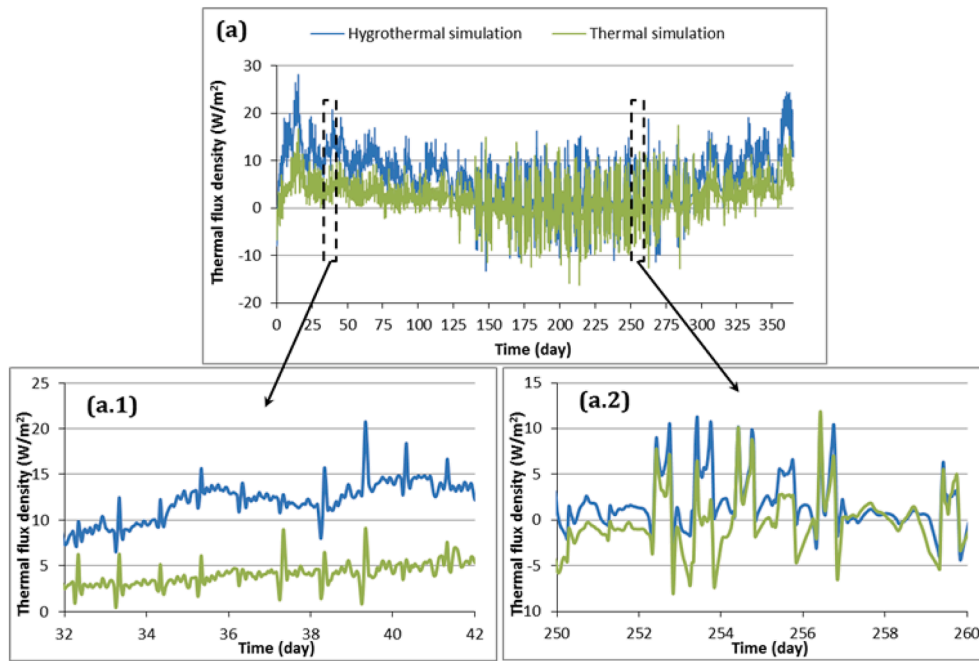 (a)
Hygrothermal simulation Thermal simulation
Thermal flux density (W/m²)
30
20
10
0
-10
-20
0 25 50 75 100 125 150 175 200 225 250 275 300 325 350
Time (day)
(a.1)
Thermal flux density (W/m²)
25
20
15
10
5
0
32 34 36 38 40 42
Time (day)
(a.2)
Thermal flux density (W/m²)
15
10
5
0
-5
-10
250 252 254 256 258 260
Time (day)